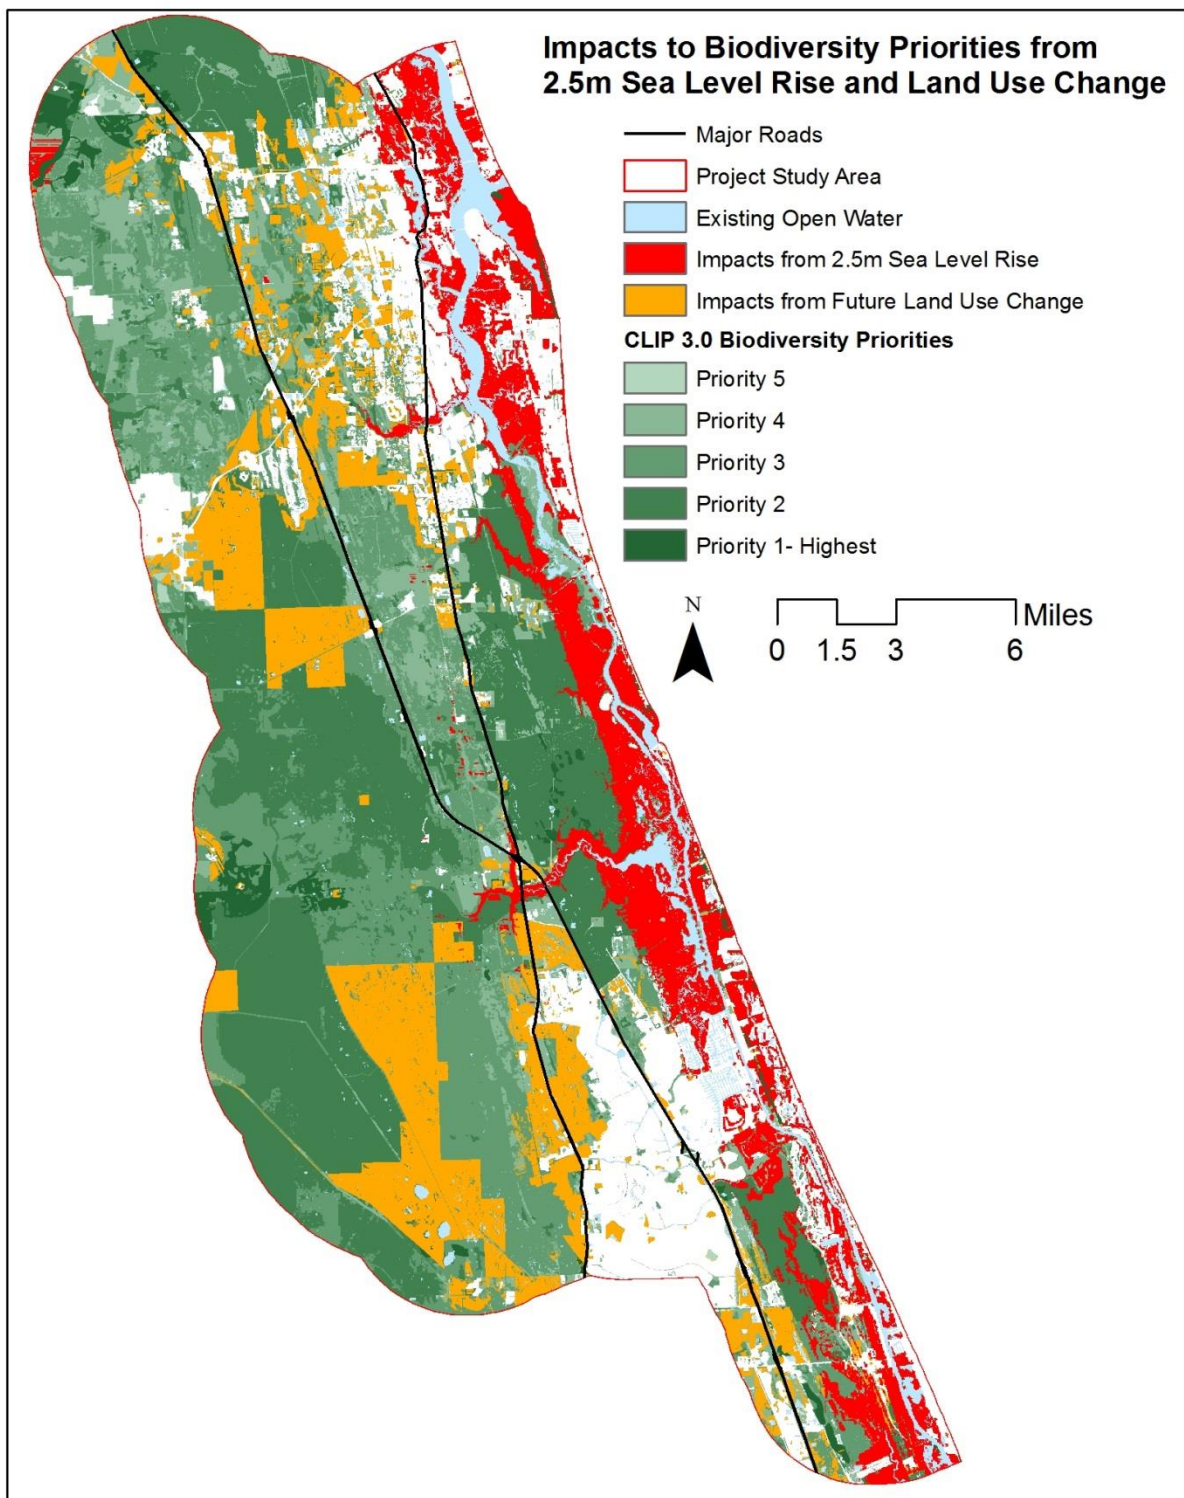 Impacts to Biodiversity Priorities from
2.5m Sea Level Rise and Land Use Change
Major Roads
Project Study Area
Existing Open Water
Impacts from 2.5m Sea Level Rise
Impacts from Future Land Use Change
CLIP 3.0 Biodiversity Priorities
Priority 5
Priority 4
Priority 3
Priority 2
Priority 1- Highest
N
Miles
0 1.5 3 6